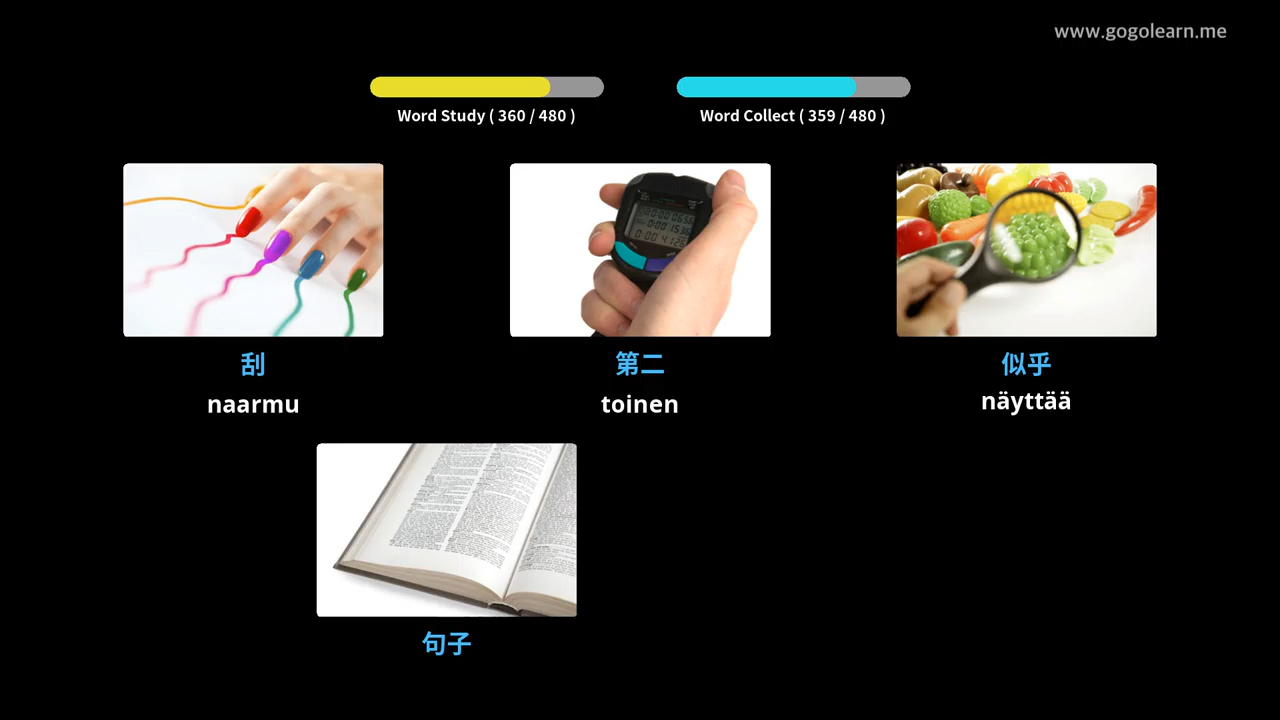 www.gogolearn.me
Word Study ( 360 / 480 )
Word Collect ( 359 / 480 )
刮
第二
似乎
naarmu
toinen
näyttää
句子